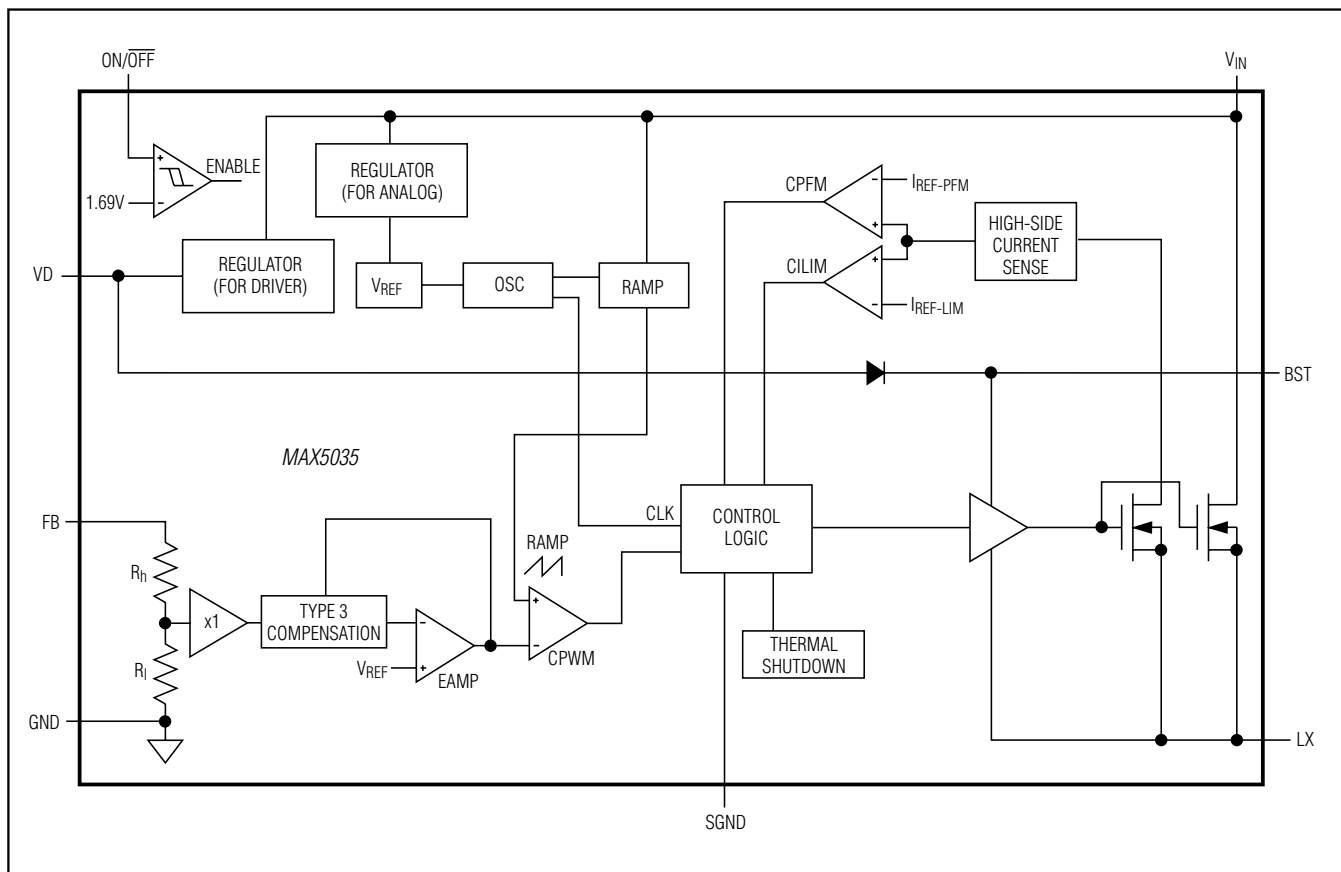 ON/OFF
VIN
ENABLE
1.69V
REGULATOR
(FOR ANALOG)
CPFM
IREF-PFM
HIGH-SIDE
CURRENT
SENSE
VD
REGULATOR
(FOR DRIVER)
VREF
OSC
RAMP
CILIM
IREF-LIM
BST
MAX5035
FB
CLK
CONTROL
LOGIC
RAMP
Rh
x1
TYPE 3
COMPENSATION
VREF
EAMP
CPWM
THERMAL
SHUTDOWN
Rl
GND
LX
SGND